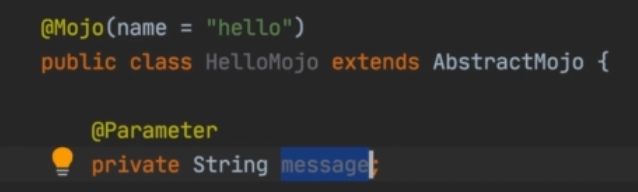 @Mojo(name = "hello")
public class HelloMojo extends AbstractMojo {
@Parameter
private String message;